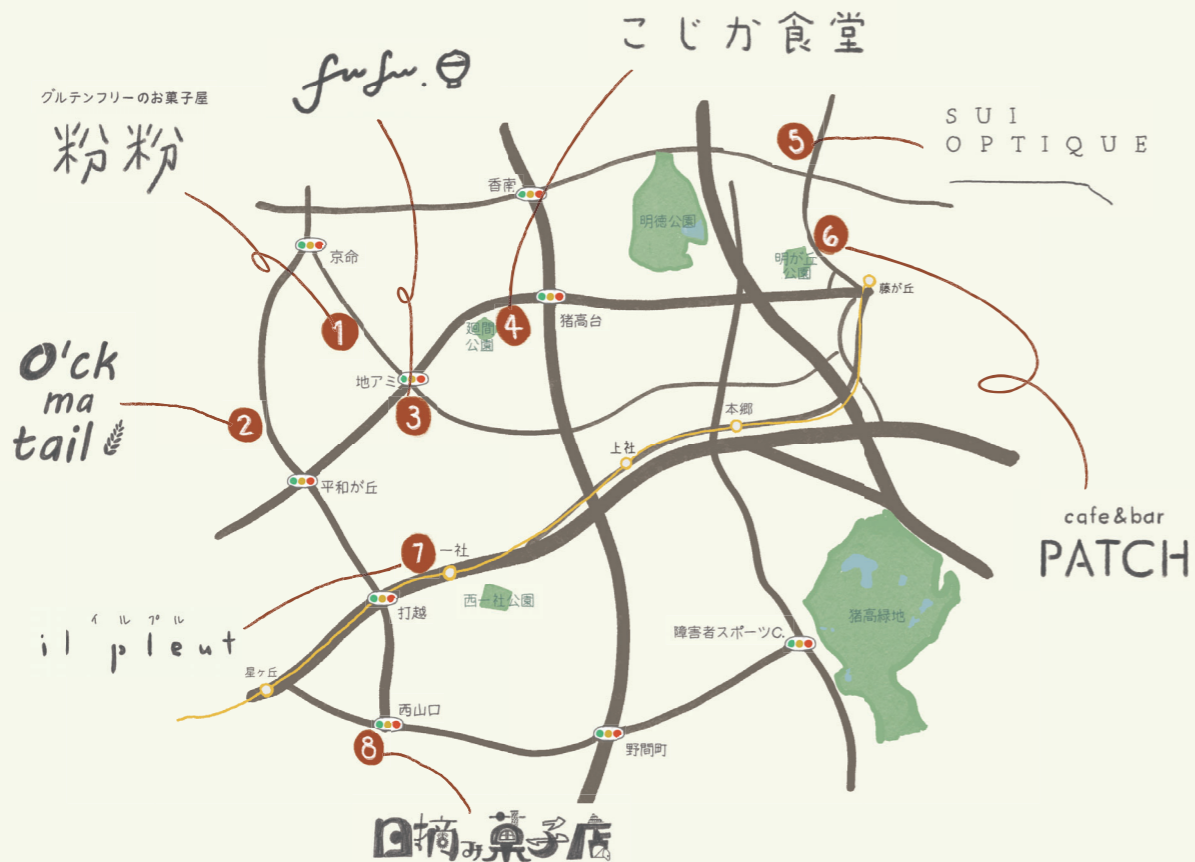 こじか食堂
fufu.
グルテンフリーのお菓子屋
粉粉
SUI
OPTIQUE
5
香南
明徳公園
6
京命
明が丘
公園
藤が丘
1
4
猪高台
廻間
公園
O'ck
ma
tail
地アミ
3
2
本郷
上社
平和が丘
cafe&bar
PATCH
7
一社
西一社公園
打越
イルプル
il pleut
猪高緑地
障害者スポーツC.
星ヶ丘
西山口
8
野間町
日摘み菓子店